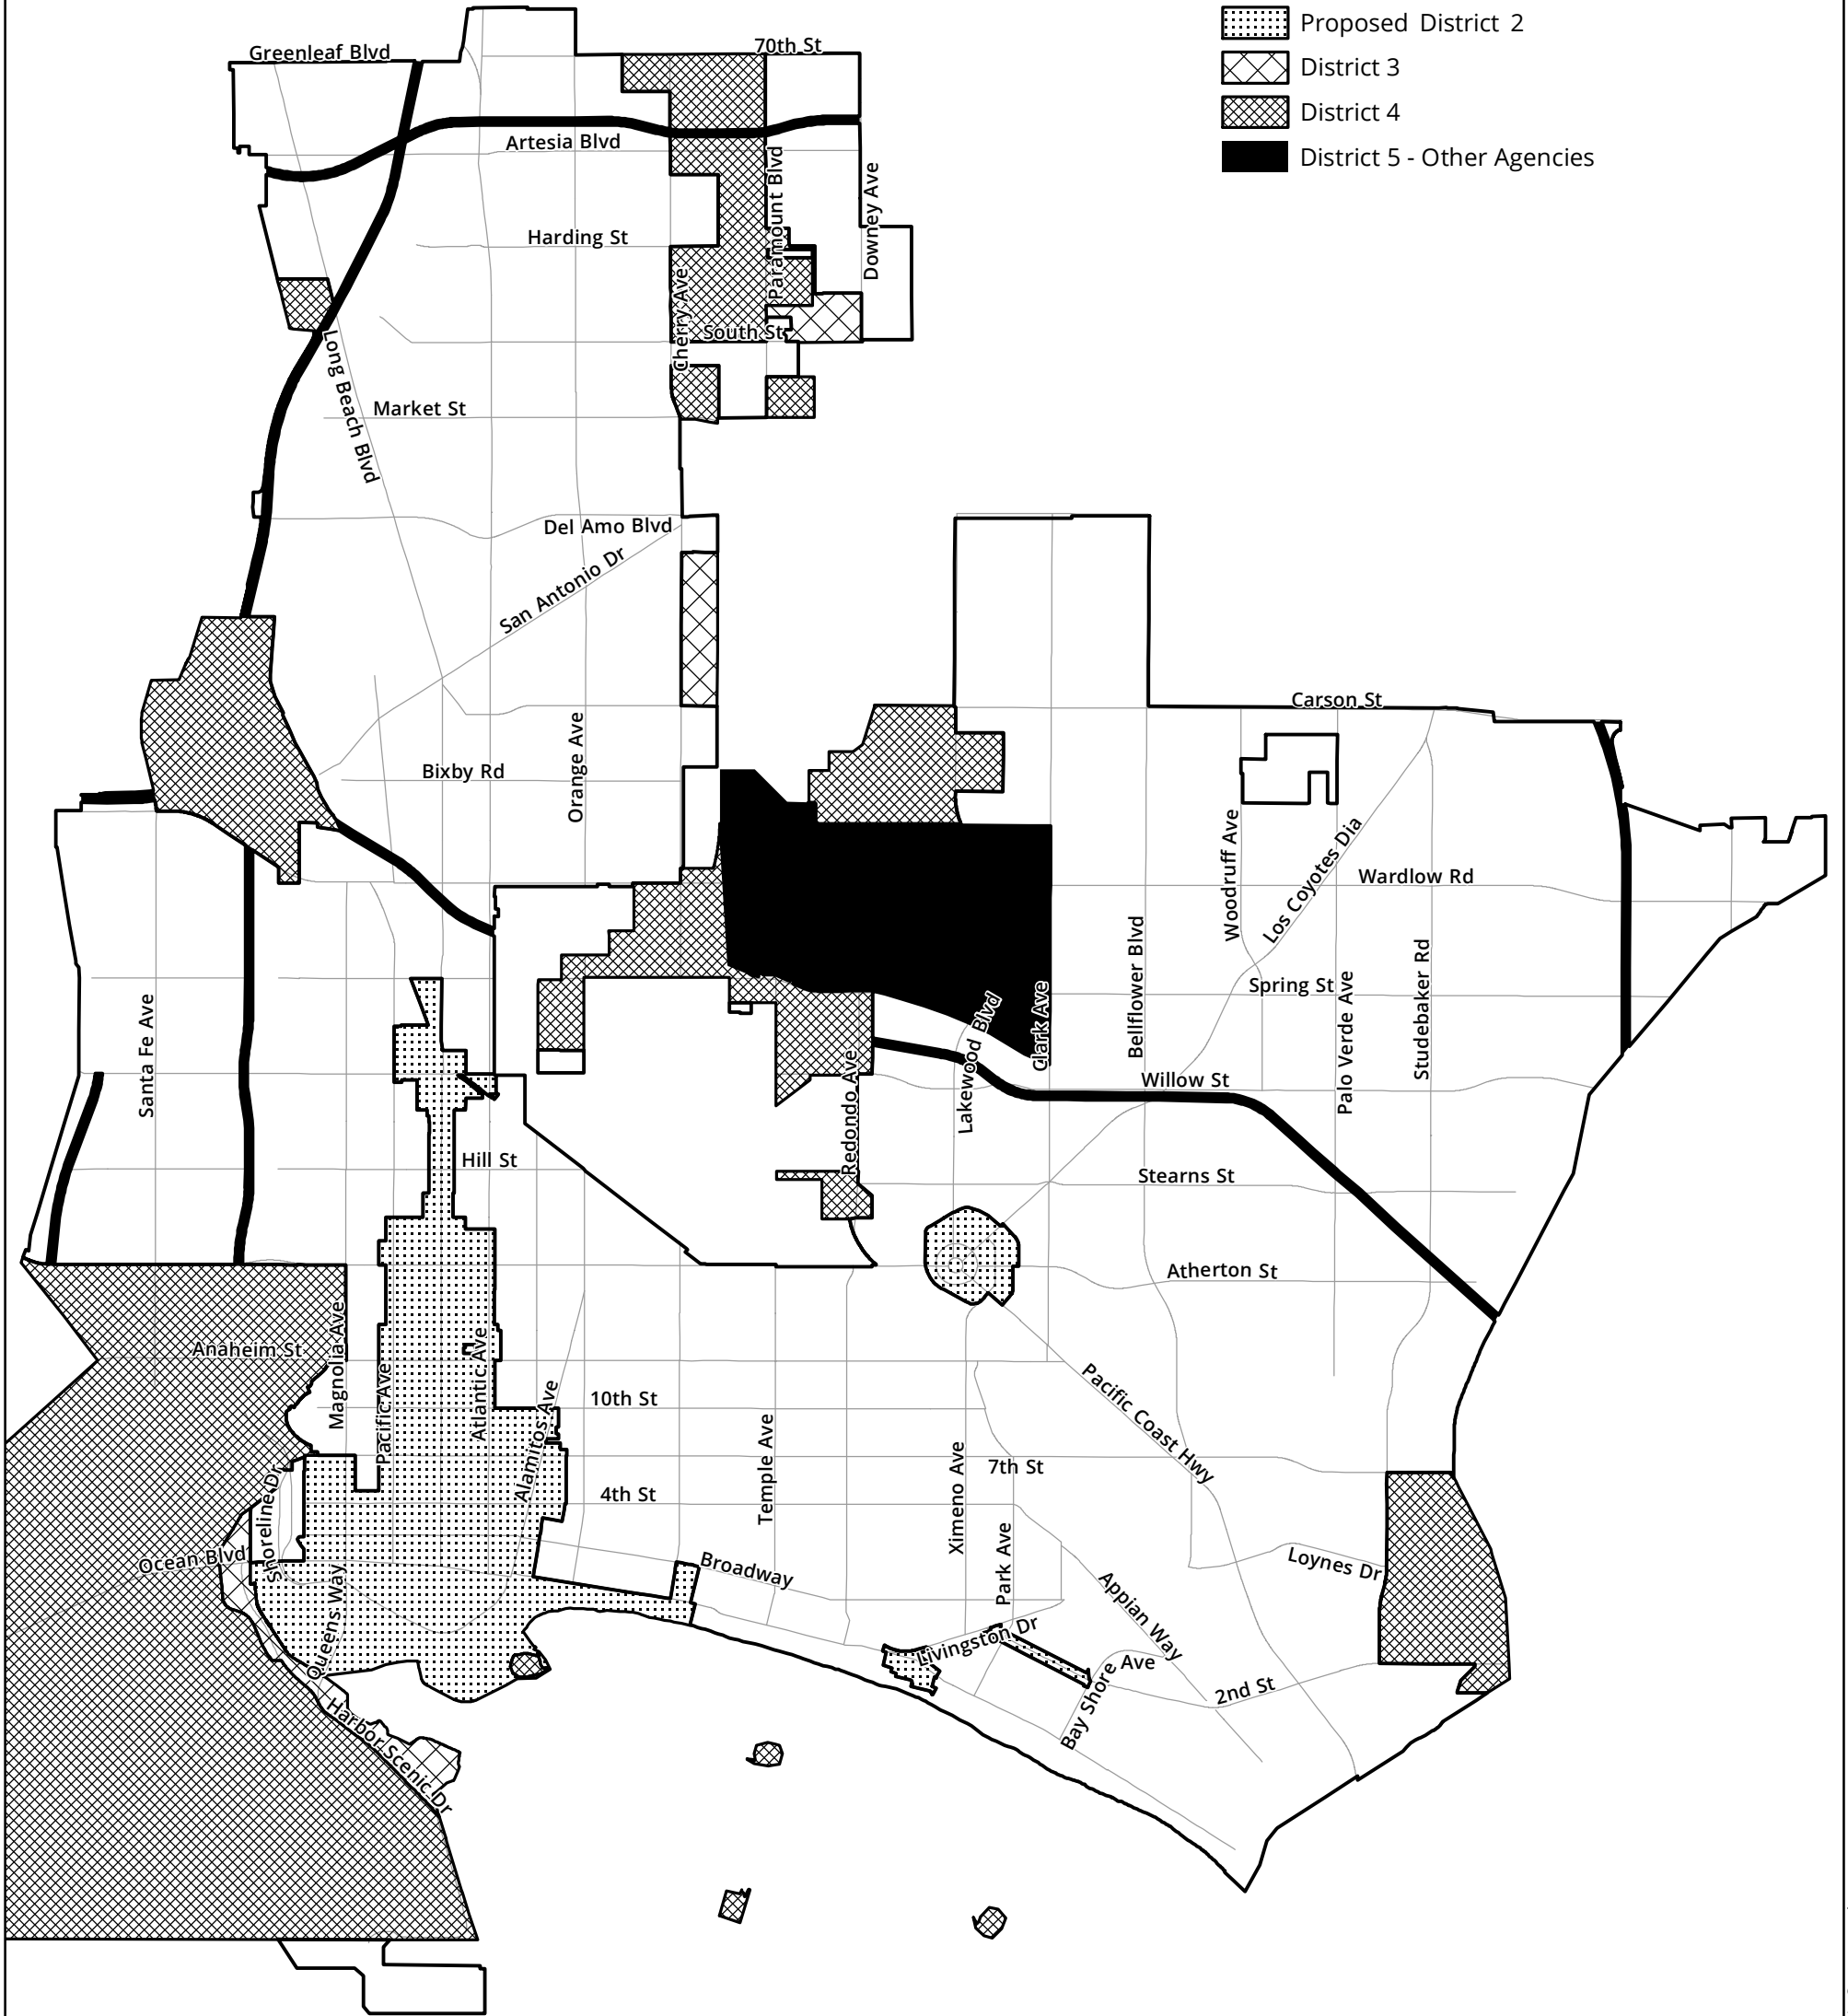 Proposed District 2
District 3
District 4
District 5 - Other Agencies
Greenleaf Blvd
70th St
Artesia Blvd
Paramount Blvd
Downey Ave
Harding St
Cherry Ave
South St
Long Beach Blvd
Market St
Del Amo Blvd
San Antonio Dr
Carson St
Orange Ave
Bixby Rd
Woodruff Ave
Los Coyotes Dia
Wardlow Rd
Bellflower Blvd
Studebaker Rd
Spring St
Palo Verde Ave
Santa Fe Ave
Clark Ave
Lakewood Blvd
Redondo Ave
Willow St
Hill St
Stearns St
Atherton St
Magnolia Ave
Anaheim St
Pacific Ave
Atlantic Ave
Alamitos Ave
10th St
Pacific Coast Hwy
Temple Ave
Ximeno Ave
7th St
4th St
Shoreline Dr
Ocean Blvd
Queens Way
Broadway
Park Ave
Loynes Dr
Appian Way
Livingston Dr
Bay Shore Ave
2nd St
Harbor Scenic Dr